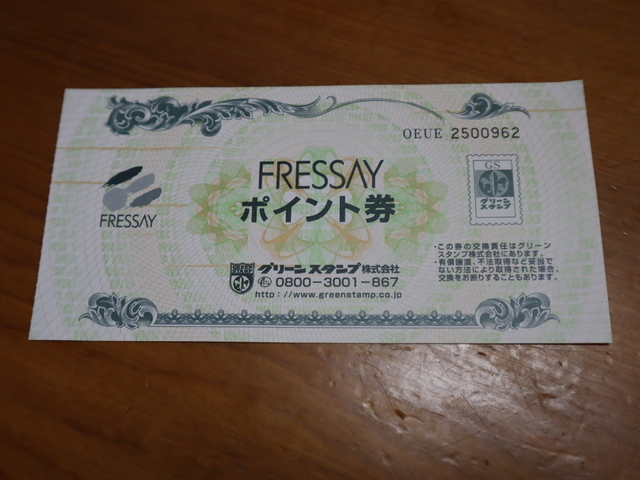 OEUE 2500962
FRESSAY
ポイント券
FRESSAY
GS
グリーン
スタンプ
・この券の交換責任はグリーン
スタンプ株式会社にあります。
・有償譲渡、不法取得など妥当で
ない方法により取得された場合、
交換をお断りすることもあります。
グリーンスタンプ株式会社
0800-3001-867
http://www.greenstamp.co.jp